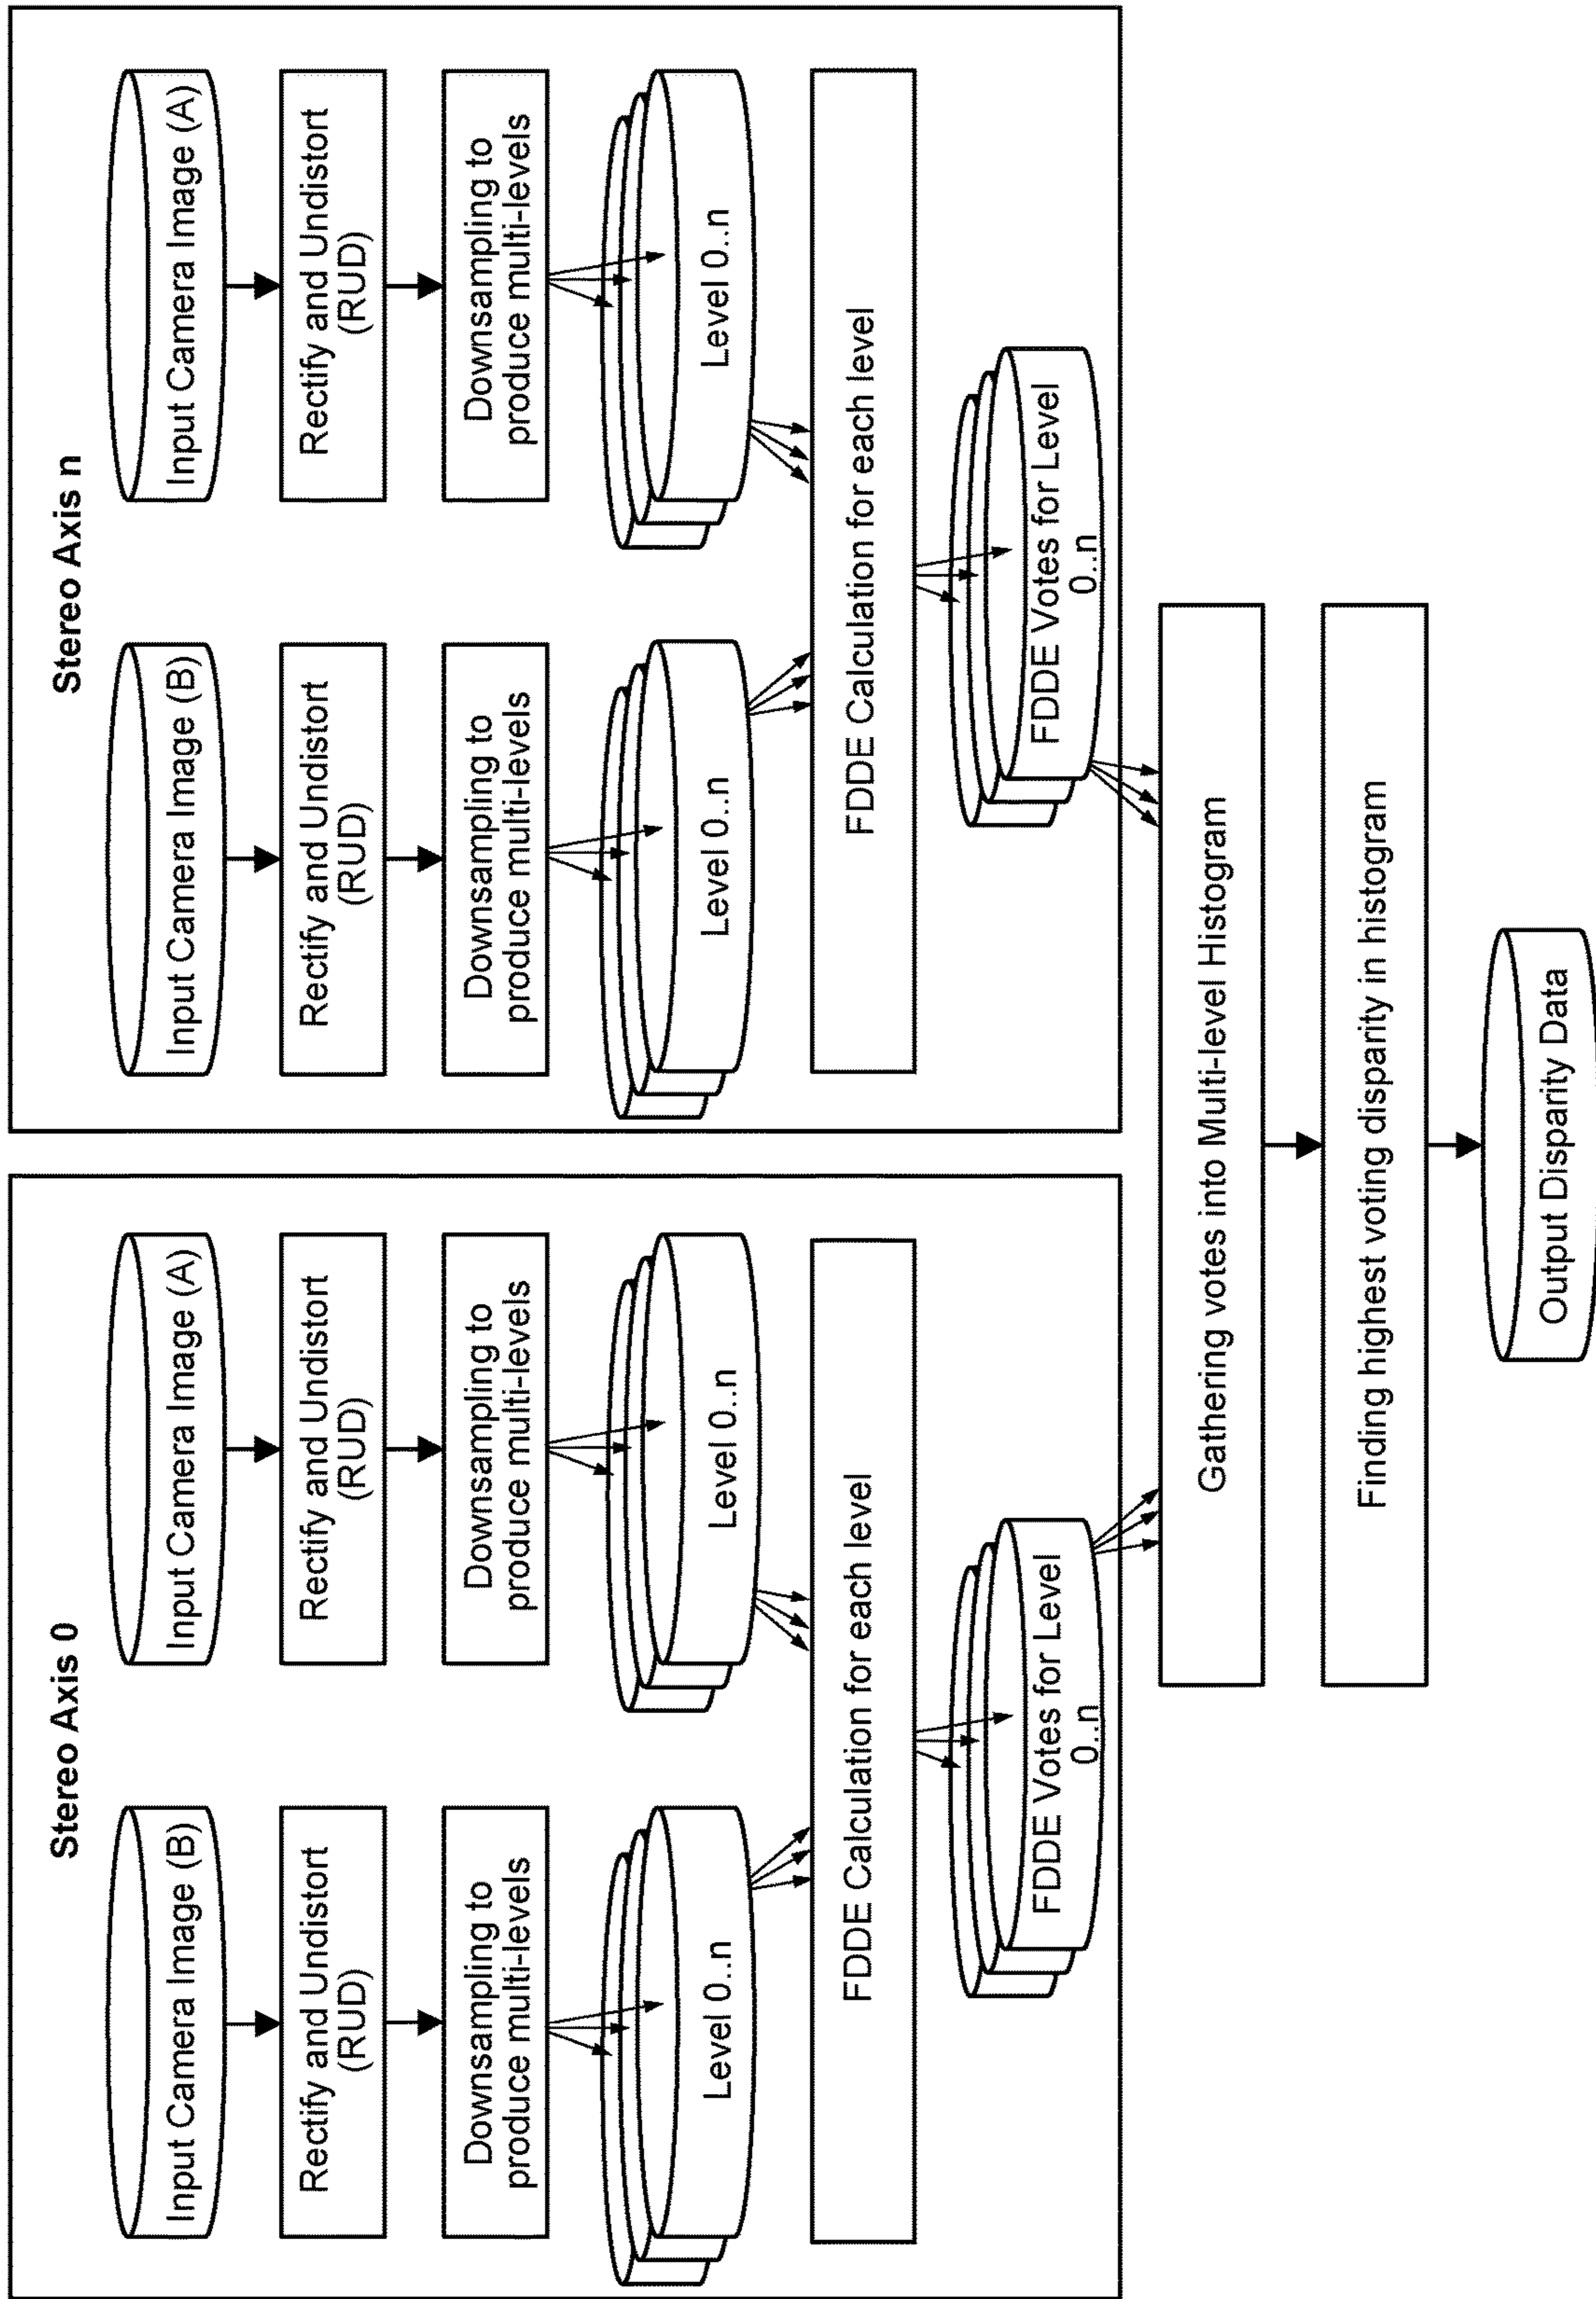 Stereo Axis 0
Input Camera Image (B)
Rectify and Undistort
(RUD)
Downsampling to
produce multi-levels
Level 0..n
Input Camera Image (A)
Rectify and Undistort
(RUD)
Downsampling to
produce multi-levels
Level 0..n
FDDE Calculation for each level
FDDE Votes for Level
0..n
Stereo Axis n
Input Camera Image (B)
Rectify and Undistort
(RUD)
Downsampling to
produce multi-levels
Level 0..n
Input Camera Image (A)
Rectify and Undistort
(RUD)
Downsampling to
produce multi-levels
Level 0..n
FDDE Calculation for each level
FDDE Votes for Level
0..n
Gathering votes into Multi-level Histogram
Finding highest voting disparity in histogram
Output Disparity Data